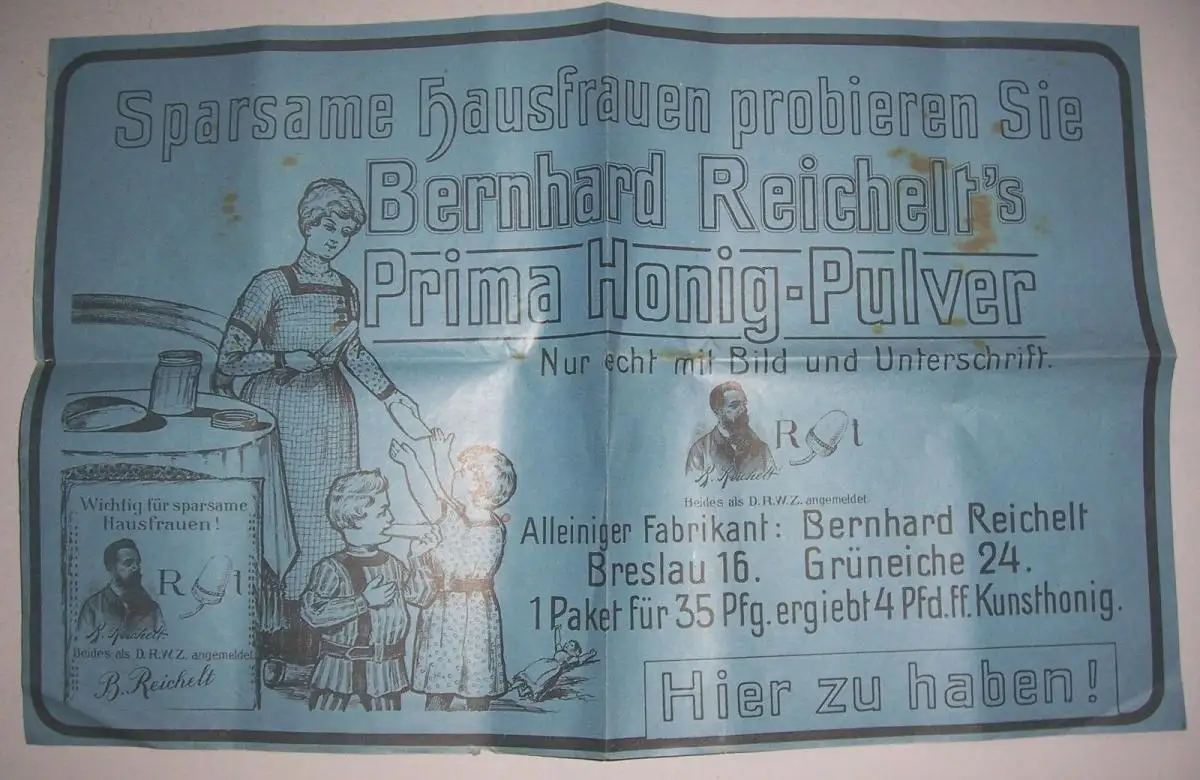 Sparsame Hausfrauen probieren Sie
Bernhard Reichelt's
Prima Honig-Pulver
Nur echt mit Bild und Unterschrift.
R t
B. Reichelt
Beides als D.R.W.Z. angemeldet.
Alleiniger Fabrikant: Bernhard Reichelt
Breslau 16. Grüneiche 24.
1 Paket für 35 Pfg. ergiebt 4 Pfd. ff. Kunsthonig.
Hier zu haben!
Wichtig für sparsame
Hausfrauen!
R t
B. Reichelt
Beides als D.R.W.Z. angemeldet
B. Reichelt